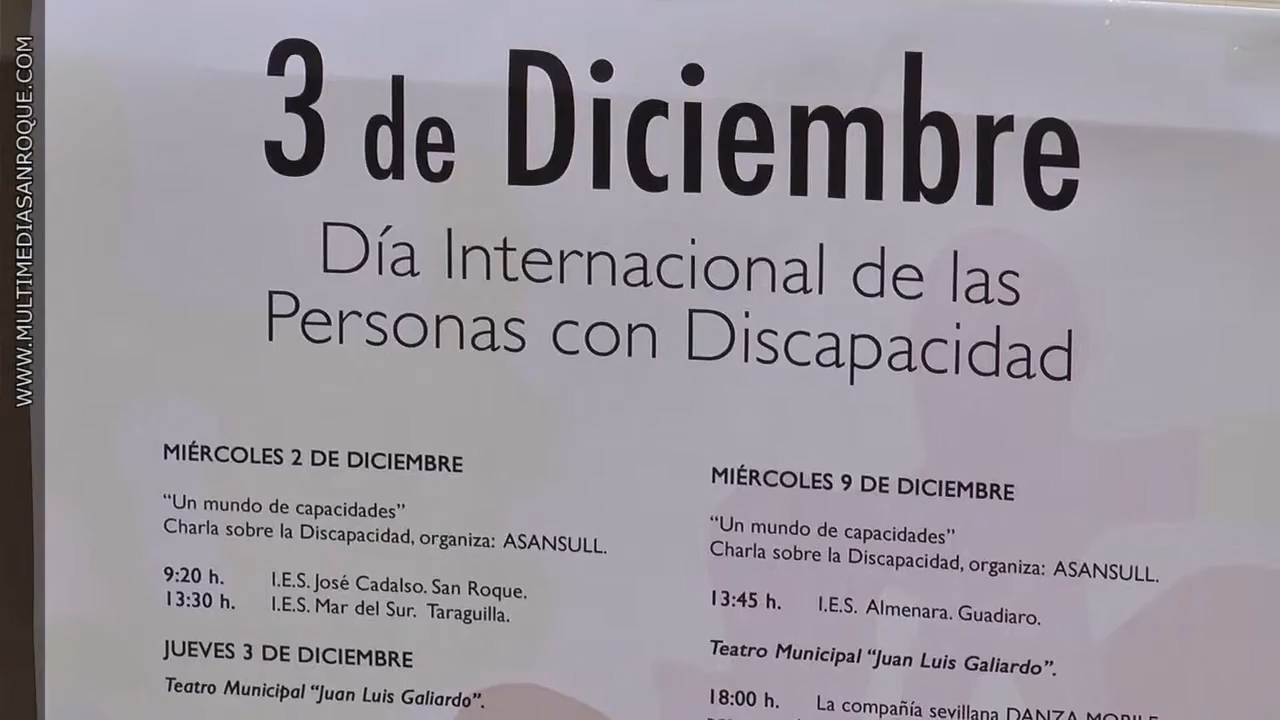 WWW.MULTIMEDIASANROQUE.COM
3 de Diciembre
Día Internacional de las
Personas con Discapacidad
MIÉRCOLES 2 DE DICIEMBRE
“Un mundo de capacidades”
Charla sobre la Discapacidad, organiza: ASANSULL.
9:20 h. I.E.S. José Cadalso. San Roque.
13:30 h. I.E.S. Mar del Sur. Taraguilla.
JUEVES 3 DE DICIEMBRE
Teatro Municipal “Juan Luis Galiardo”.
MIÉRCOLES 9 DE DICIEMBRE
“Un mundo de capacidades”
Charla sobre la Discapacidad, organiza: ASANSULL.
13:45 h. I.E.S. Almenara. Guadiaro.
Teatro Municipal “Juan Luis Galiardo”.
18:00 h. La compañía sevillana DANZA MOBILE